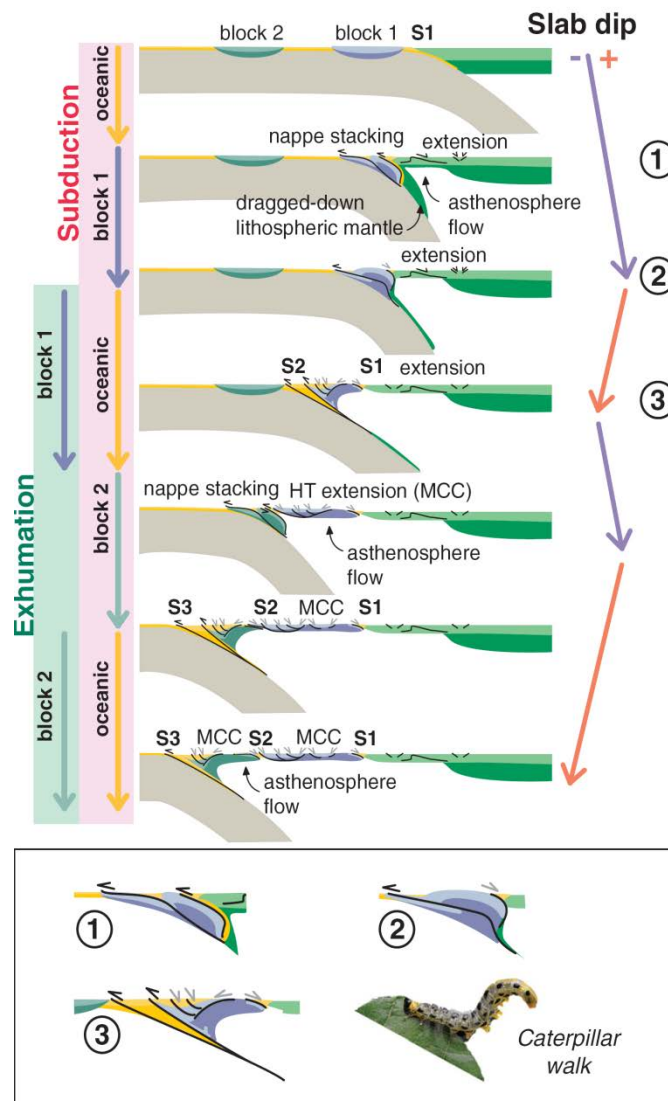 block 2
block 1
S1
Slab dip
- +
Subduction
oceanic
nappe stacking
extension
1
block 1
dragged-down
lithospheric mantle
asthenosphere
flow
extension
2
Exhumation
block 1
oceanic
S2
S1
extension
3
block 2
nappe stacking
HT extension (MCC)
asthenosphere
flow
S3
S2
MCC
S1
block 2
oceanic
S3
MCC
S2
MCC
S1
asthenosphere
flow
1
2
3
Caterpillar
walk